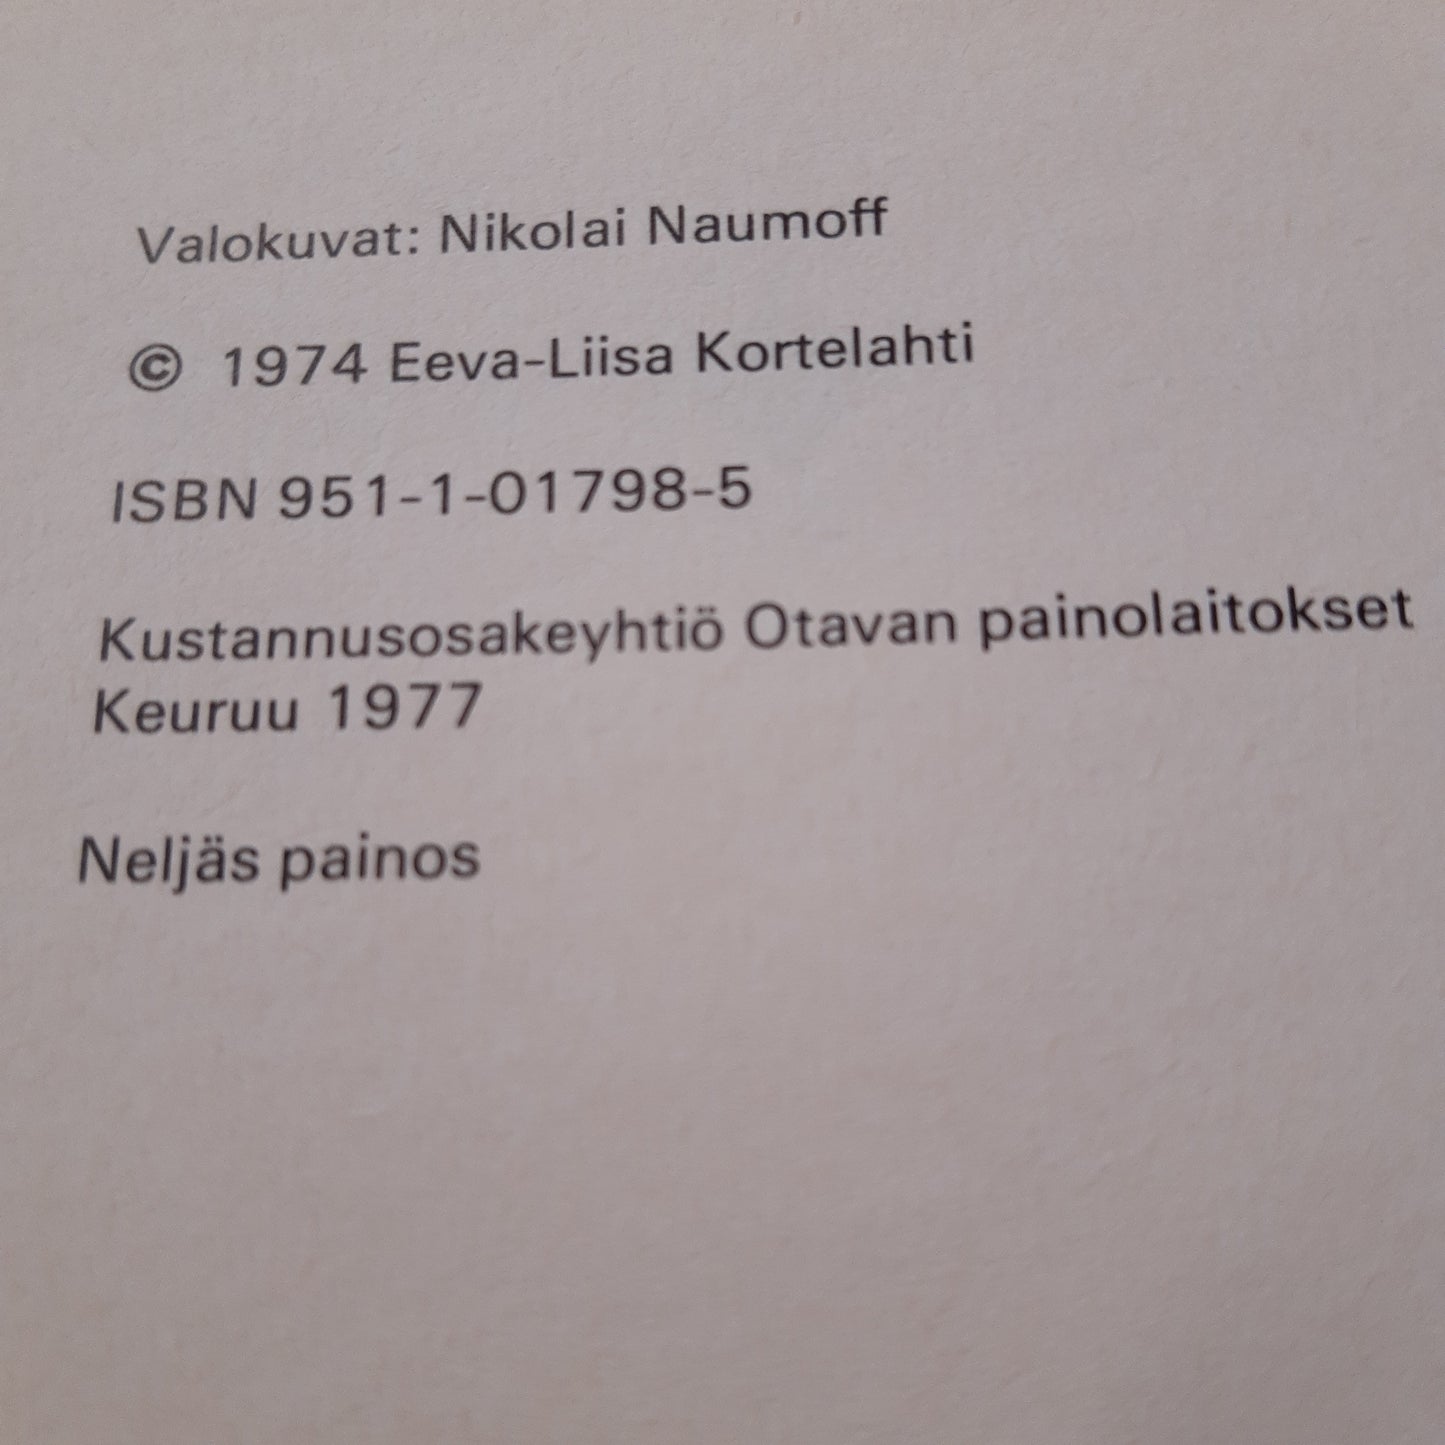 Valokuvat: Nikolai Naumoff
© 1974 Eeva-Liisa Kortelahti
ISBN 951-1-01798-5
Kustannusosakeyhtiö Otavan painolaitokset
Keuruu 1977
Neljäs painos